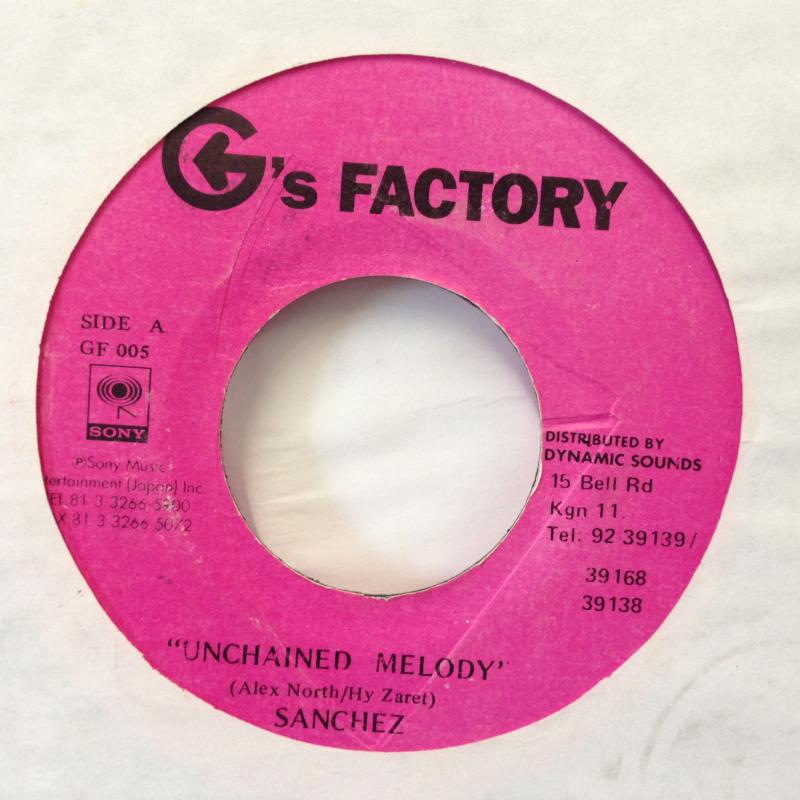 G's FACTORY
SIDE A
GF 005
SONY
℗Sony Music
tertainment (Japan) Inc
EL 81 3 3266 5900
X 81 3 3266 5072
DISTRIBUTED BY
DYNAMIC SOUNDS
15 Bell Rd
Kgn 11.
Tel: 92 39139/
39168
39138
"UNCHAINED MELODY"
(Alex North/Hy Zaret)
SANCHEZ